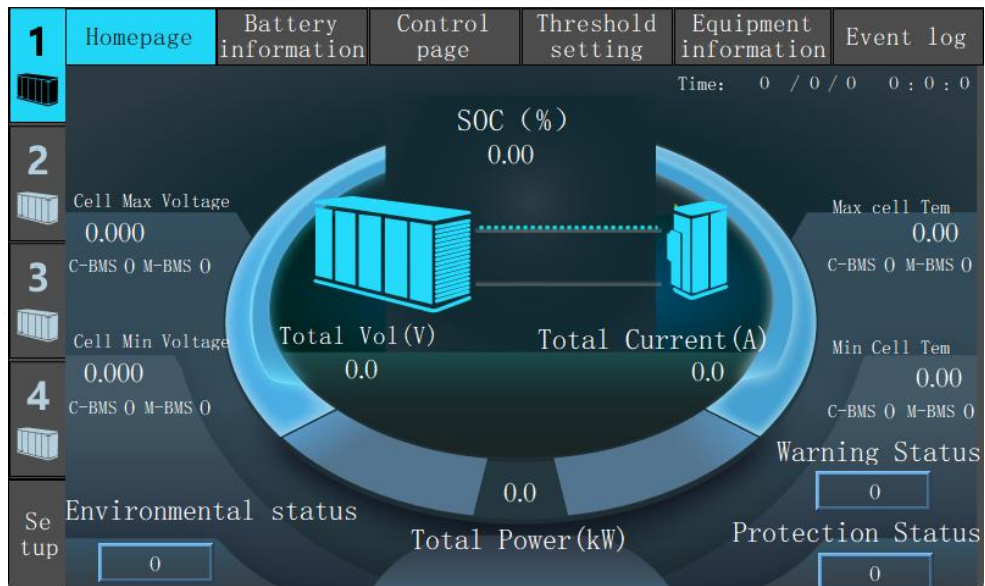 1
Homepage
Battery
information
Control
page
Threshold
setting
Equipment
information
Event log
Time: 0 / 0 / 0 0 : 0 : 0
SOC (%)
0.00
2
Cell Max Voltage
0.000
C-BMS 0 M-BMS 0
Max cell Tem
0.00
C-BMS 0 M-BMS 0
3
Total Vol(V)
0.0
Total Current(A)
0.0
Cell Min Voltage
0.000
C-BMS 0 M-BMS 0
Min Cell Tem
0.00
C-BMS 0 M-BMS 0
4
Warning Status
0
0.0
Total Power(kW)
Se
tup
Environmental status
0
Protection Status
0